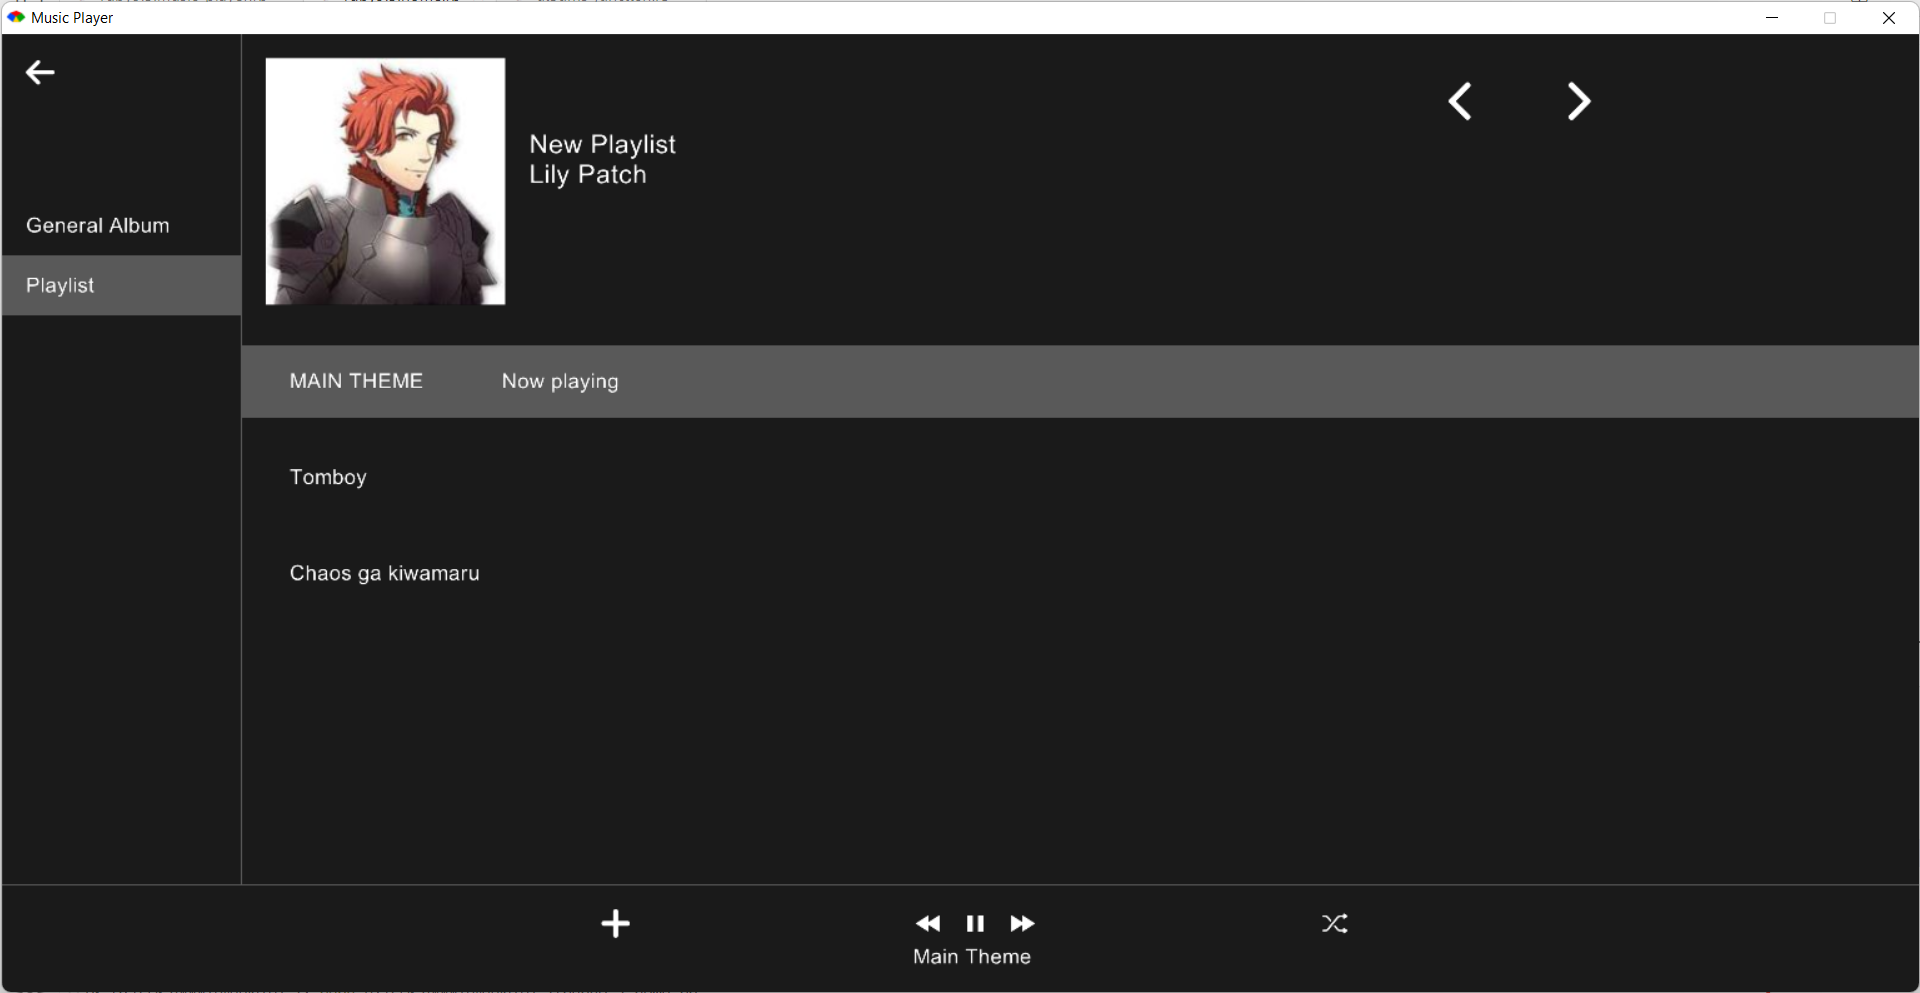 Music Player
New Playlist
Lily Patch
General Album
Playlist
MAIN THEME Now playing
Tomboy
Chaos ga kiwamaru
Main Theme